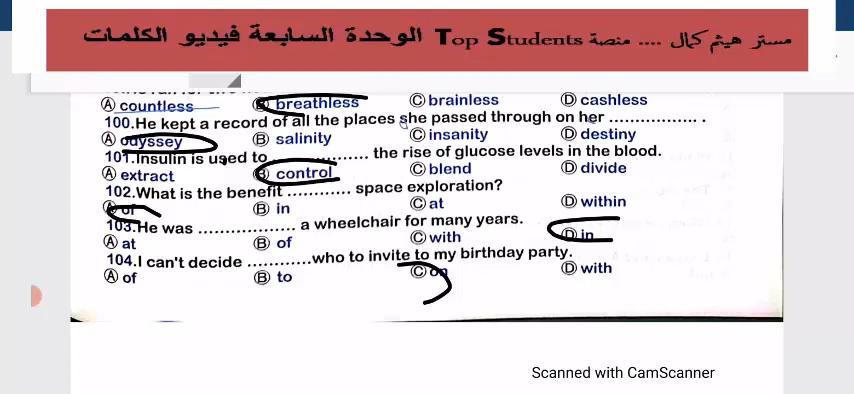 مستر هيثم كمال .... منصة Top Students الوحدة السابعة فيديو الكلمات
Ⓐ countless Ⓑ breathless Ⓒ brainless Ⓓ cashless
100.He kept a record of all the places she passed through on her ................. .
Ⓐ odyssey Ⓑ salinity Ⓒ insanity Ⓓ destiny
101.Insulin is used to ................. the rise of glucose levels in the blood.
Ⓐ extract Ⓑ control Ⓒ blend Ⓓ divide
102.What is the benefit ............ space exploration?
Ⓐ of Ⓑ in Ⓒ at Ⓓ within
103.He was .................. a wheelchair for many years.
Ⓐ at Ⓑ of Ⓒ with Ⓓ in
104.I can't decide ............who to invite to my birthday party.
Ⓐ of Ⓑ to Ⓒ on Ⓓ with
Scanned with CamScanner